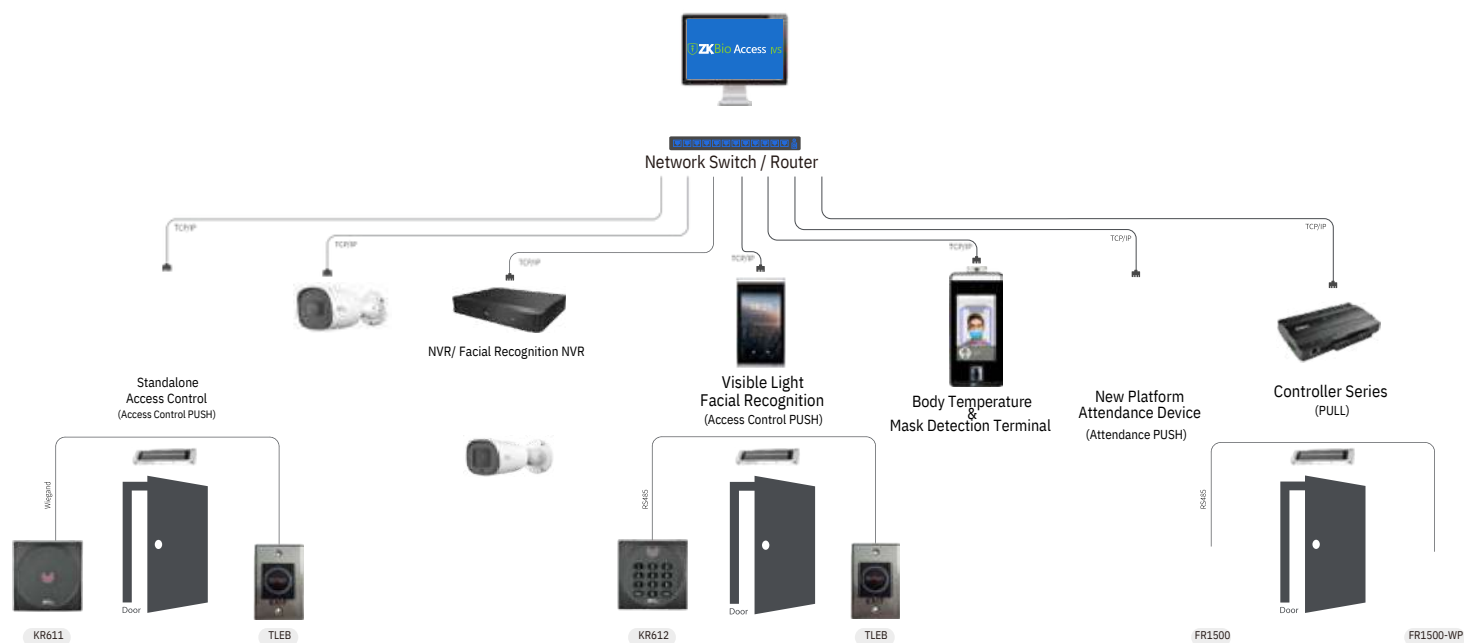 ZKBio Access IVS
Network Switch / Router
TCP/IP
TCP/IP
TCP/IP
TCP/IP
TCP/IP
TCP/IP
TCP/IP
NVR/ Facial Recognition NVR
Standalone
Access Control
(Access Control PUSH)
Visible Light
Facial Recognition
(Access Control PUSH)
Body Temperature
&
Mask Detection Terminal
New Platform
Attendance Device
(Attendance PUSH)
Controller Series
(PULL)
Wiegand
RS485
RS485
EXIT
EXIT
Door
Door
Door
KR611
TLEB
KR612
TLEB
FR1500
FR1500-WP